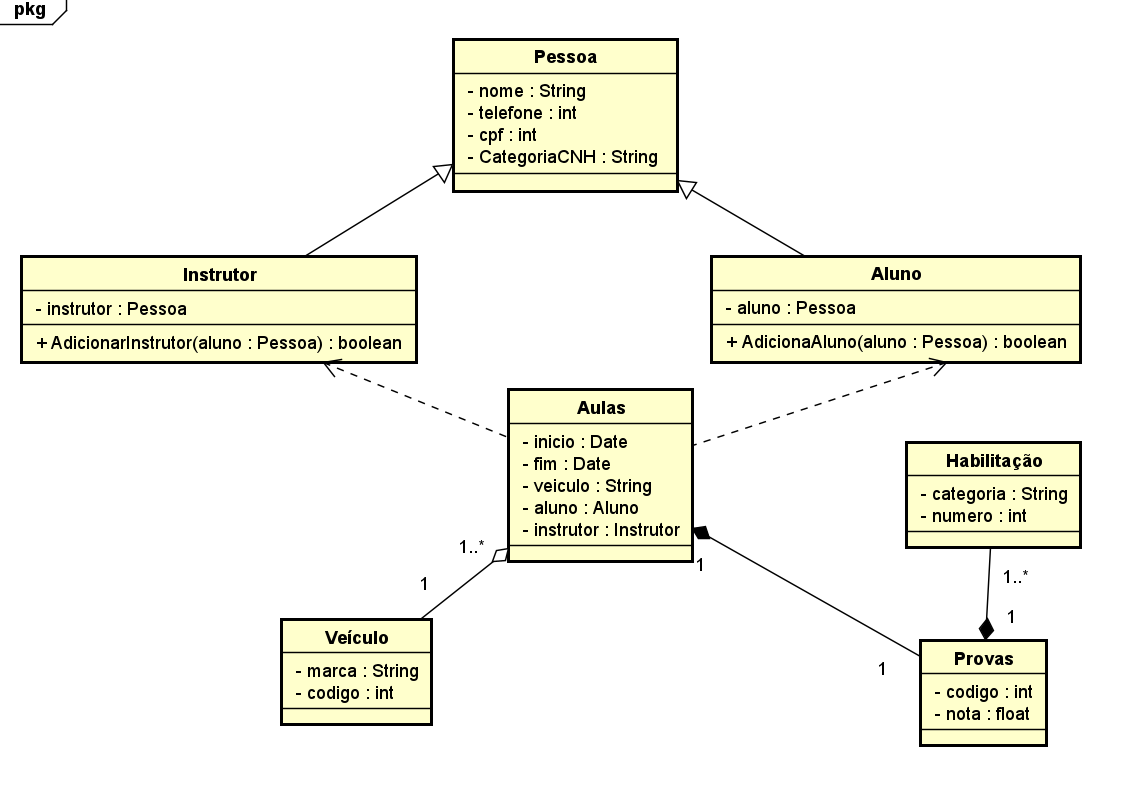 pkg
Pessoa
- nome : String
- telefone : int
- cpf : int
- CategoriaCNH : String
Instrutor
- instrutor : Pessoa
+ AdicionarInstrutor(aluno : Pessoa) : boolean
Aluno
- aluno : Pessoa
+ AdicionaAluno(aluno : Pessoa) : boolean
Aulas
- inicio : Date
- fim : Date
- veiculo : String
- aluno : Aluno
- instrutor : Instrutor
Habilitação
- categoria : String
- numero : int
1..*
1
1
1..*
1
1
Veículo
- marca : String
- codigo : int
Provas
- codigo : int
- nota : float